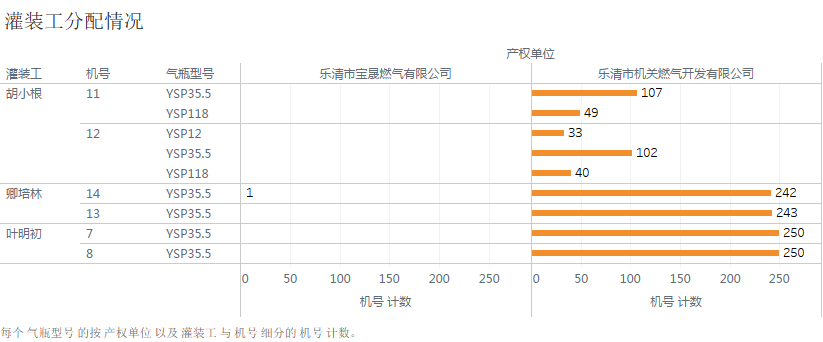 灌装工分配情况
产权单位
灌装工 机号 气瓶型号 乐清市宝晟燃气有限公司 乐清市机关燃气开发有限公司
胡小根 11 YSP35.5 107
YSP118 49
12 YSP12 33
YSP35.5 102
YSP118 40
卿培林 14 YSP35.5 1 242
13 YSP35.5 243
叶明初 7 YSP35.5 250
8 YSP35.5 250
0 50 100 150 200 250 0 50 100 150 200 250
机号 计数 机号 计数
每个 气瓶型号 的按 产权单位 以及 灌装工 与 机号 细分的 机号 计数。